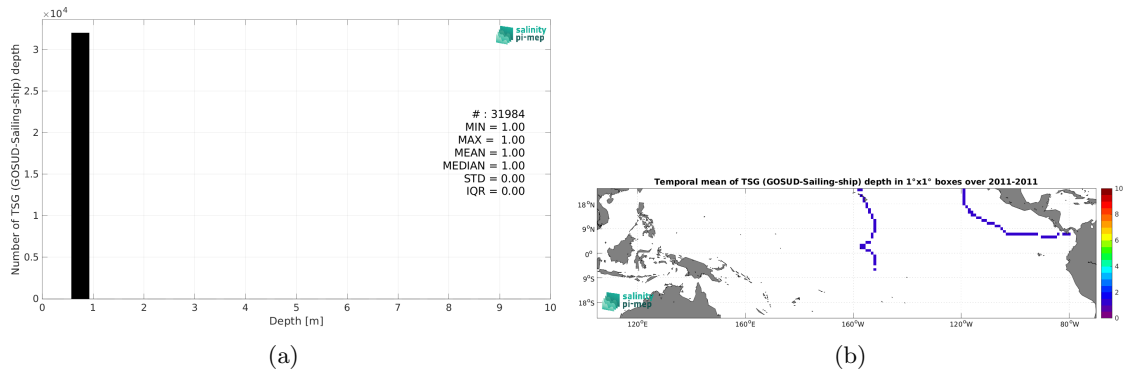 ×10⁴
salinity
pi-mep
3
2.5
2
1.5
1
0.5
0
Number of TSG (GOSUD-Sailing-ship) depth
# : 31984
MIN = 1.00
MAX = 1.00
MEAN = 1.00
MEDIAN = 1.00
STD = 0.00
IQR = 0.00
0 1 2 3 4 5 6 7 8 9 10
Depth [m]
(a)
Temporal mean of TSG (GOSUD-Sailing-ship) depth in 1°x1° boxes over 2011-2011
18°N
9°N
0°
9°S
18°S
salinity
pi-mep
120°E 160°E 160°W 120°W 80°W
10
8
6
4
2
0
(b)